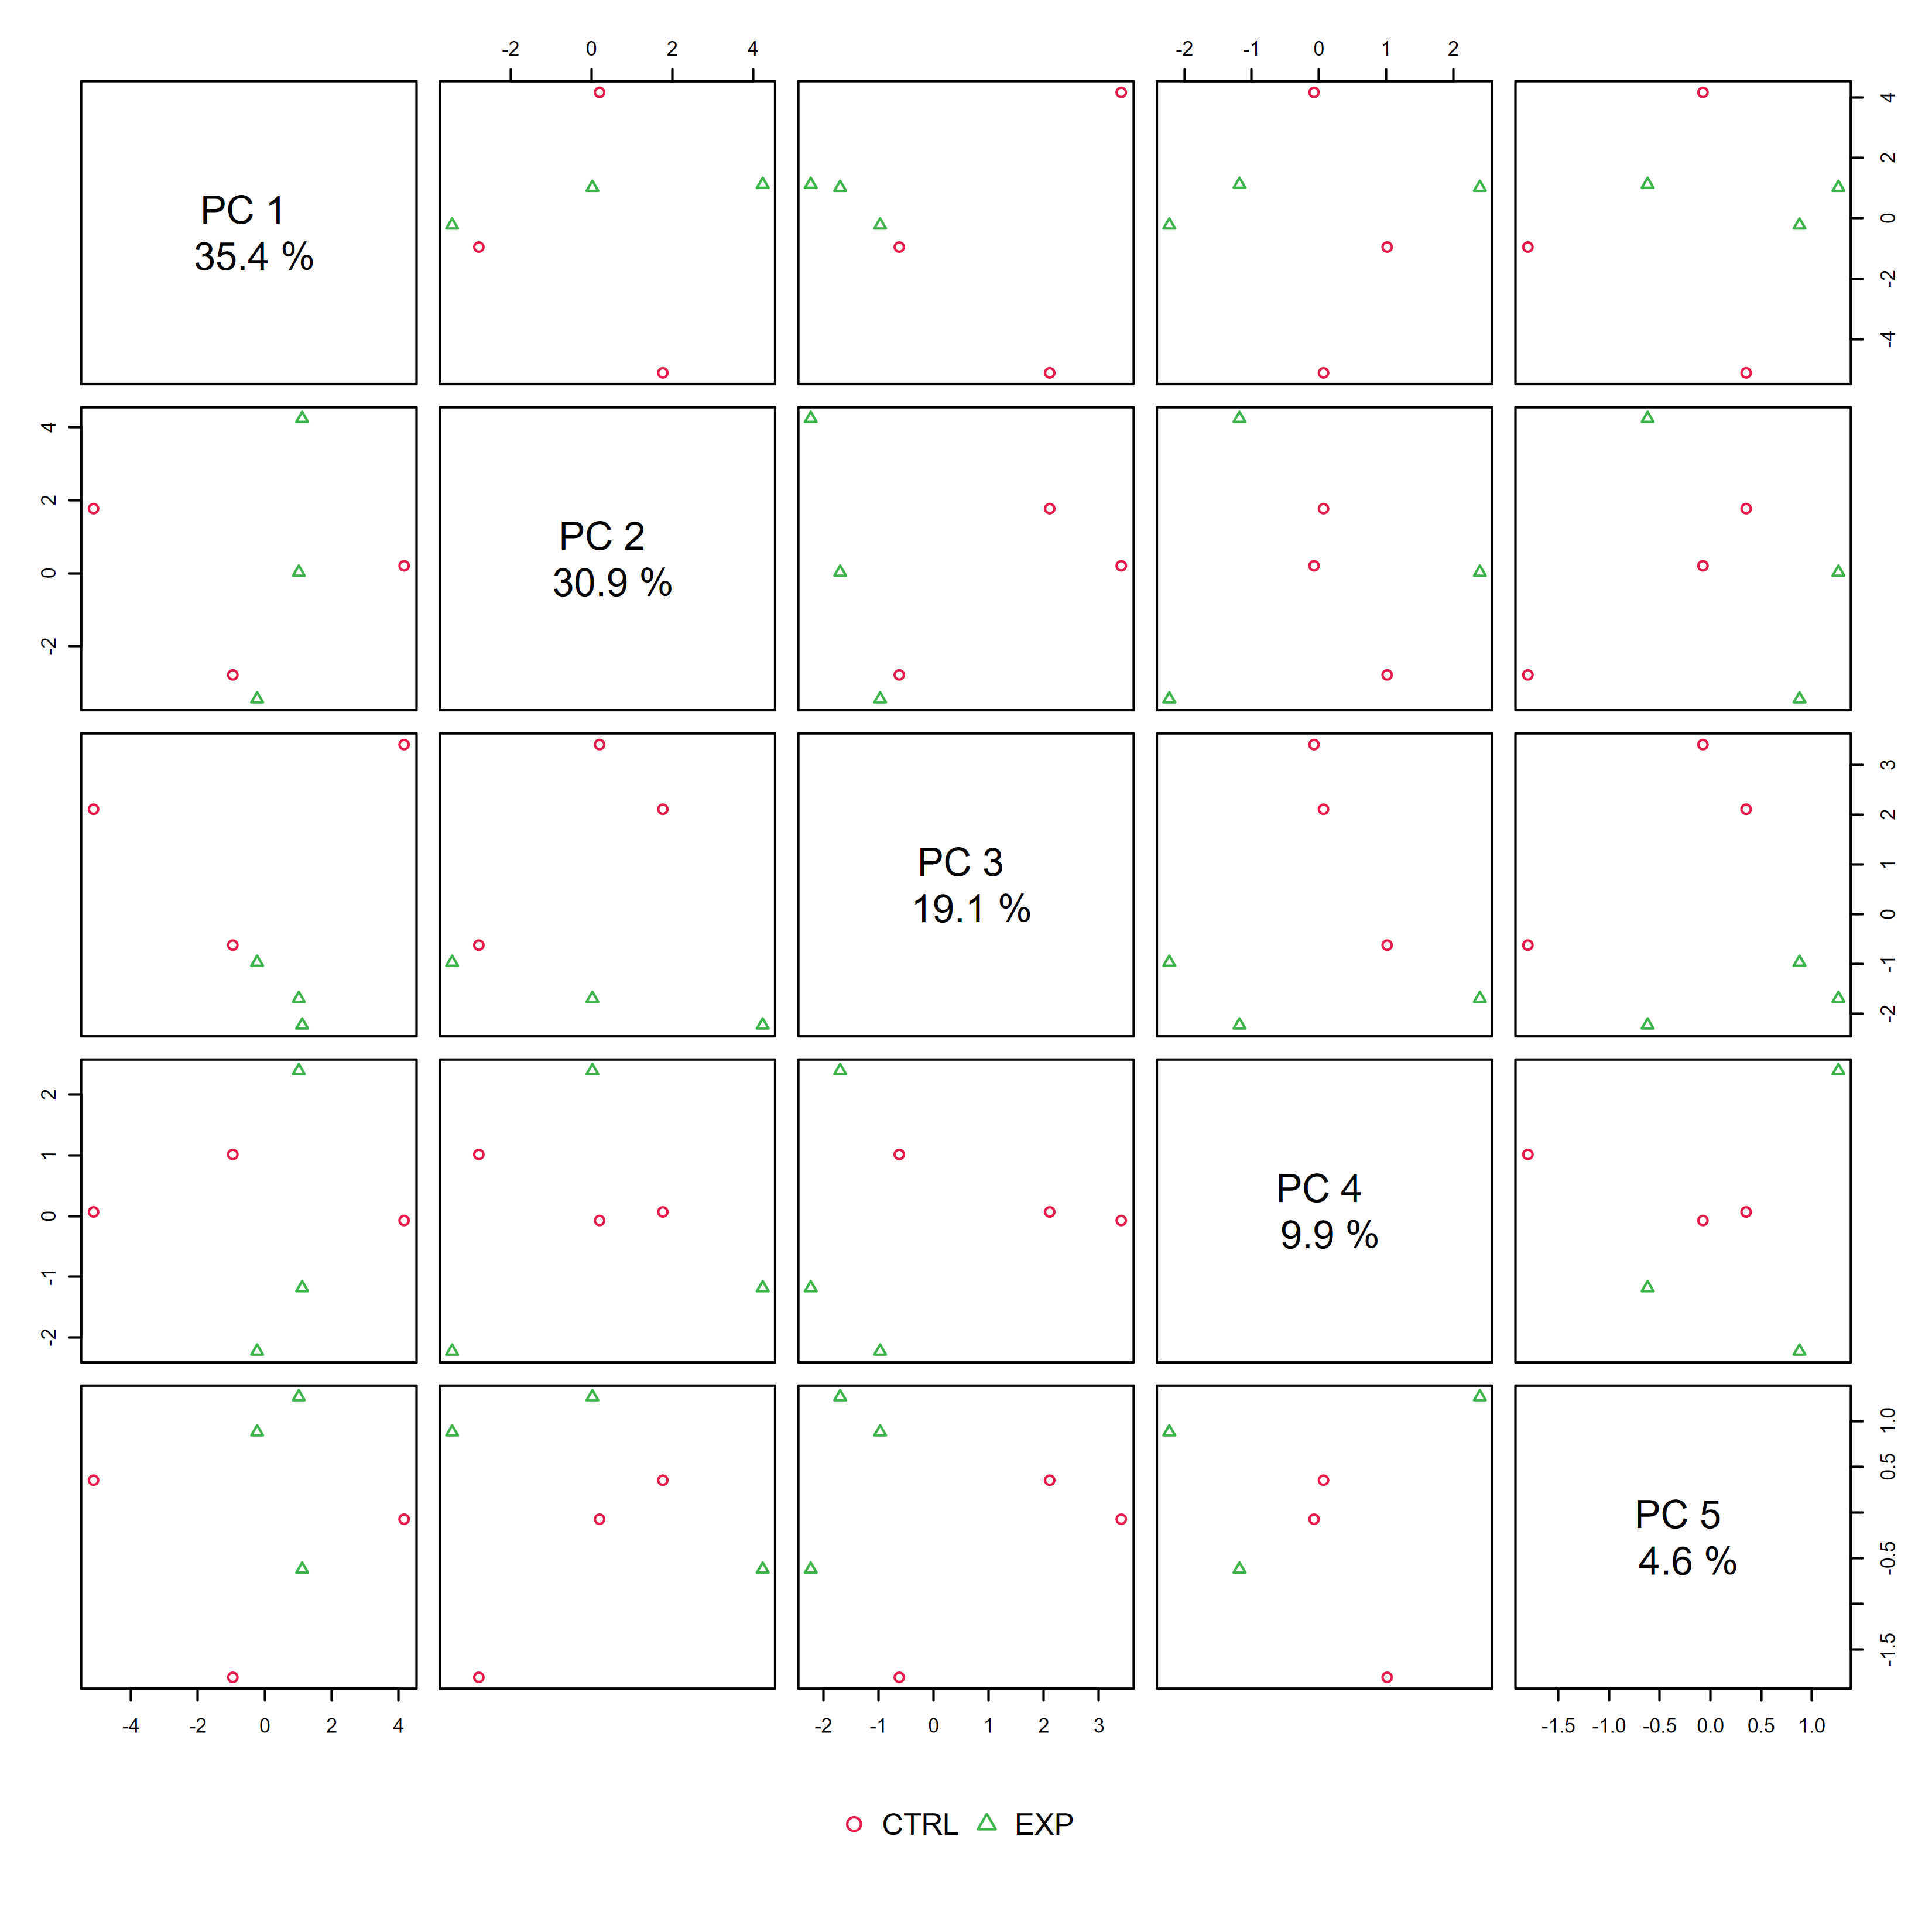 -2 0 2 4 -2 -1 0 1 2
PC 1
35.4 %
4 2 0 -2 -4
4 2 0 -2
PC 2
30.9 %
PC 3
19.1 %
3 2 1 0 -1 -2
2 1 0 -1 -2
PC 4
9.9 %
PC 5
4.6 %
1.0 0.5 -0.5 -1.5
-4 -2 0 2 4 -2 -1 0 1 2 3 -1.5 -1.0 -0.5 0.0 0.5 1.0
CTRL EXP